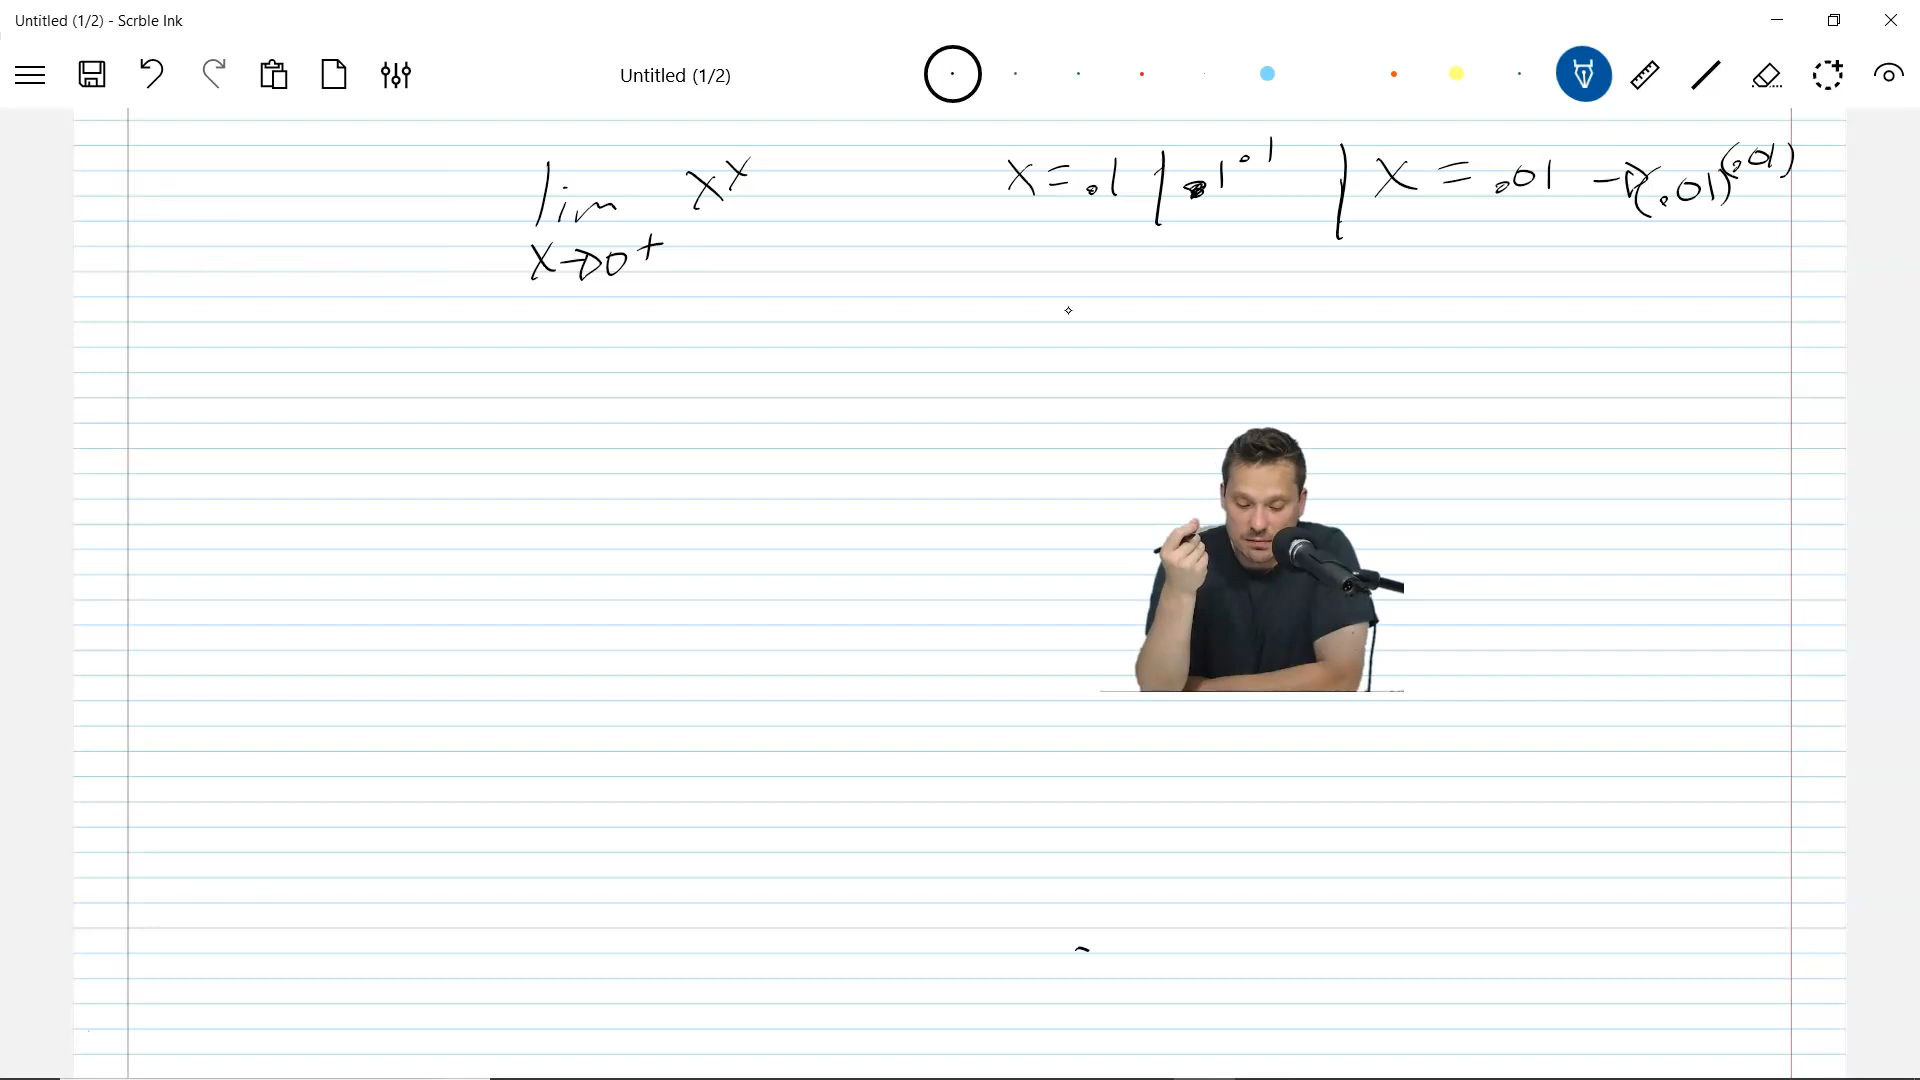 Untitled (1/2) - Scrble Ink
Untitled (1/2)
lim x^x x = .1 | .1^.1 | x = .01 → (.01)^(.01)
x→0+